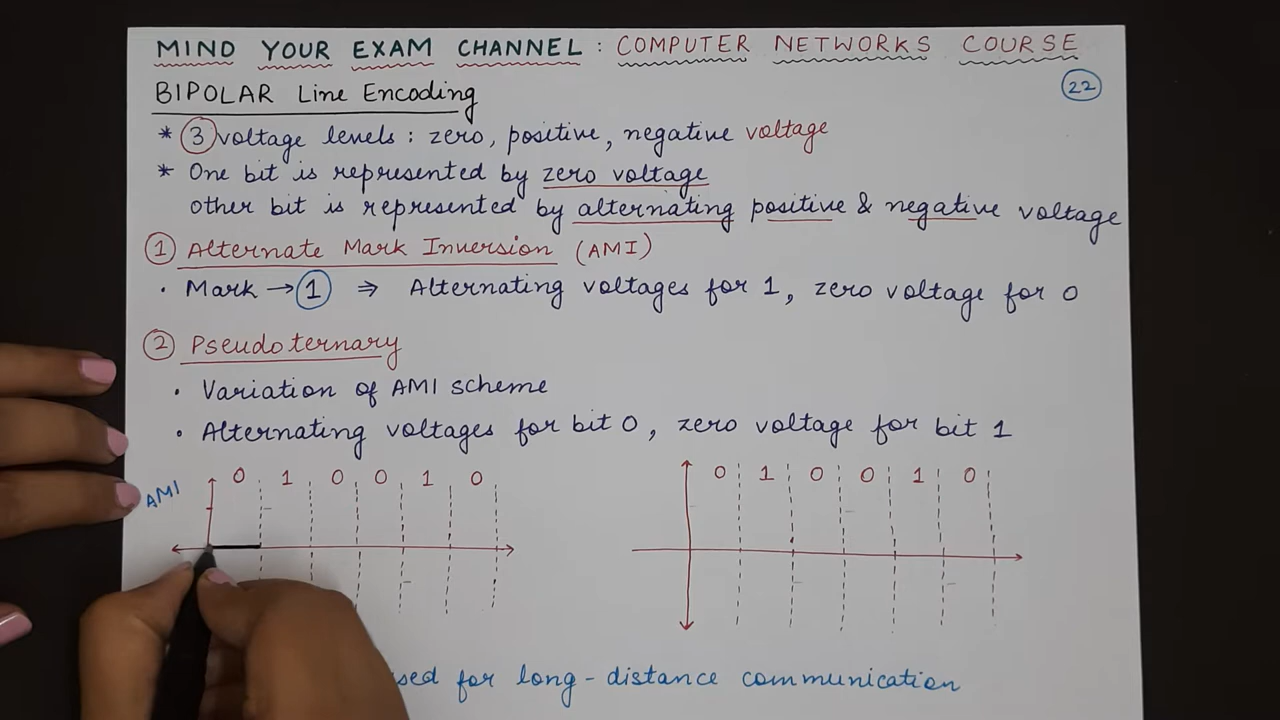 MIND YOUR EXAM CHANNEL : COMPUTER NETWORKS COURSE
22
BIPOLAR Line Encoding
* 3 voltage levels : zero, positive, negative voltage
* One bit is represented by zero voltage
other bit is represented by alternating positive & negative voltage
① Alternate Mark Inversion (AMI)
• Mark → 1 ⇒ Alternating voltages for 1, zero voltage for 0
② Pseudoternary
• Variation of AMI scheme
• Alternating voltages for bit 0, zero voltage for bit 1
AMI 0 1 0 0 1 0
0 1 0 0 1 0
for long-distance communication